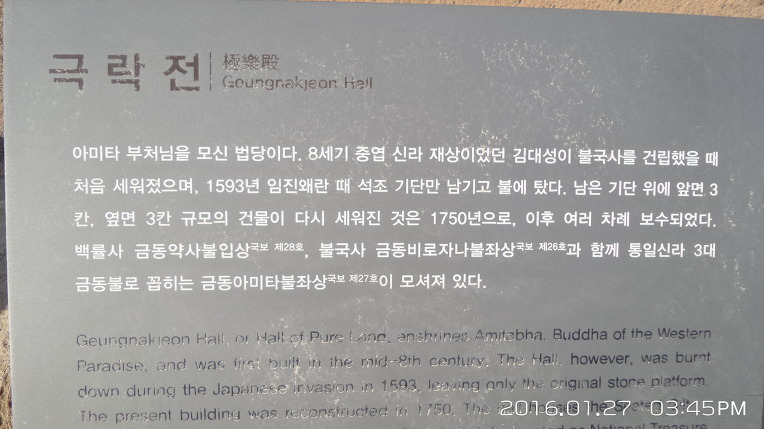 극락전
極樂殿
Geungnakjeon Hall
아미타 부처님을 모신 법당이다. 8세기 중엽 신라 재상이었던 김대성이 불국사를 건립했을 때
처음 세워졌으며, 1593년 임진왜란 때 석조 기단만 남기고 불에 탔다. 남은 기단 위에 앞면 3
칸, 옆면 3칸 규모의 건물이 다시 세워진 것은 1750년으로, 이후 여러 차례 보수되었다.
백률사 금동약사불입상국보 제28호, 불국사 금동비로자나불좌상국보 제26호과 함께 통일신라 3대
금동불로 꼽히는 금동아미타불좌상국보 제27호이 모셔져 있다.
Geungnakjeon Hall, or Hall of Pure Land, enshrines Amitabha, Buddha of the Western
Paradise, and was first built in the mid-8th century. The Hall, however, was burnt
down during the Japanese invasion in 1593, leaving only the original stone platform.
The present building was reconstructed in 1750. The
National Treasure
2016.01.27 03:45PM